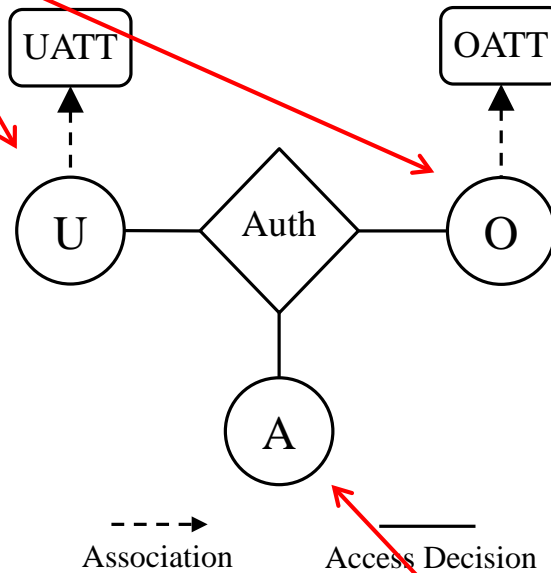 UATT
OATT
U
Auth
O
A
Association
Access Decision